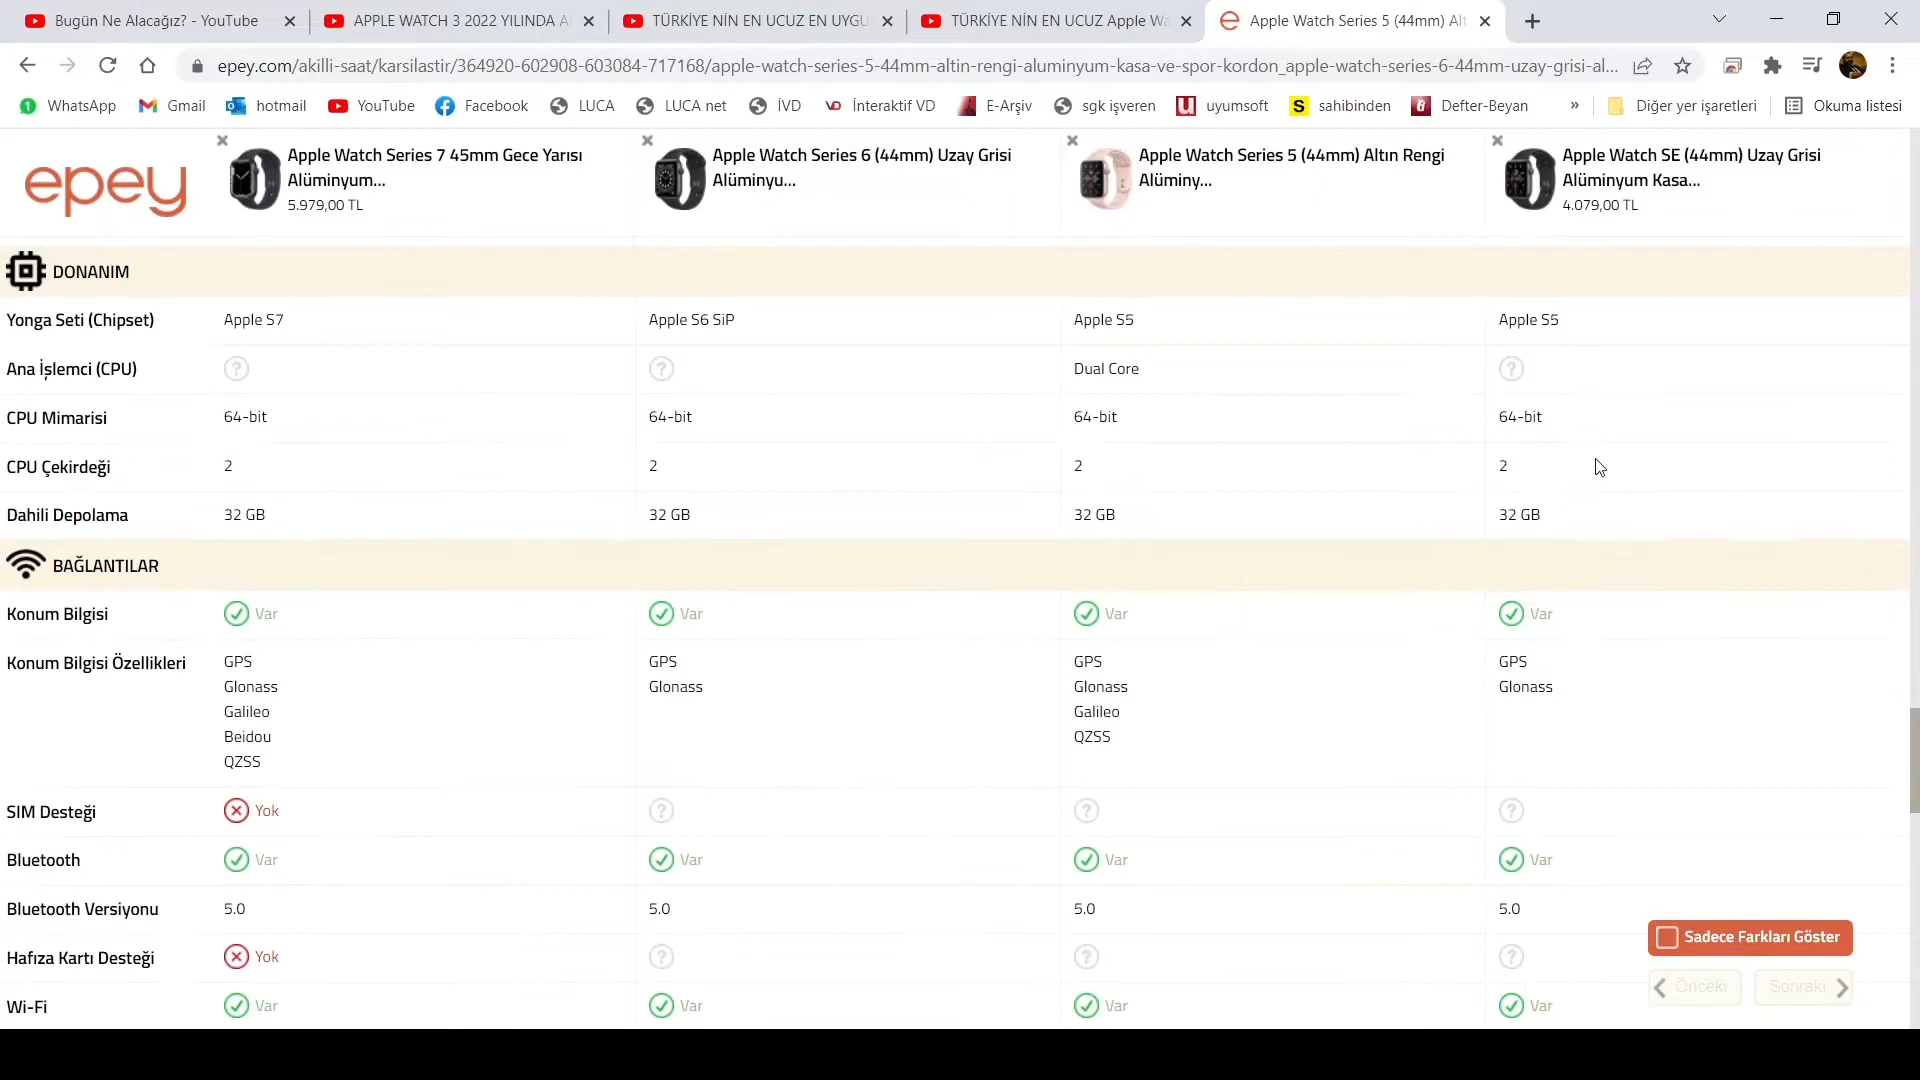 Bugün Ne Alacağız? - YouTube
APPLE WATCH 3 2022 YILINDA A
TÜRKİYE NİN EN UCUZ EN UYGU
TÜRKİYE NİN EN UCUZ Apple Wa
Apple Watch Series 5 (44mm) Alt
epey.com/akilli-saat/karsilastir/364920-602908-603084-717168/apple-watch-series-5-44mm-altin-rengi-aluminyum-kasa-ve-spor-kordon_apple-watch-series-6-44mm-uzay-grisi-al...
WhatsApp Gmail hotmail YouTube Facebook LUCA LUCA net İVD İnteraktif VD E-Arşiv sgk işveren uyumsoft sahibinden Defter-Beyan » Diğer yer işaretleri Okuma listesi
epey
Apple Watch Series 7 45mm Gece Yarısı
Alüminyum...
5.979,00 TL
Apple Watch Series 6 (44mm) Uzay Grisi
Alüminyu...
Apple Watch Series 5 (44mm) Altın Rengi
Alüminy...
Apple Watch SE (44mm) Uzay Grisi
Alüminyum Kasa...
4.079,00 TL
DONANIM
Yonga Seti (Chipset) Apple S7 Apple S6 SiP Apple S5 Apple S5
Ana İşlemci (CPU) ? ? Dual Core ?
CPU Mimarisi 64-bit 64-bit 64-bit 64-bit
CPU Çekirdeği 2 2 2 2
Dahili Depolama 32 GB 32 GB 32 GB 32 GB
BAĞLANTILAR
Konum Bilgisi Var Var Var Var
Konum Bilgisi Özellikleri GPS GPS GPS GPS
Glonass Glonass Glonass Glonass
Galileo Galileo
Beidou QZSS
QZSS
SIM Desteği Yok ? ? ?
Bluetooth Var Var Var Var
Bluetooth Versiyonu 5.0 5.0 5.0 5.0
Sadece Farkları Göster
Hafıza Kartı Desteği Yok ? ? ?
Önceki Sonraki
Wi-Fi Var Var Var Var